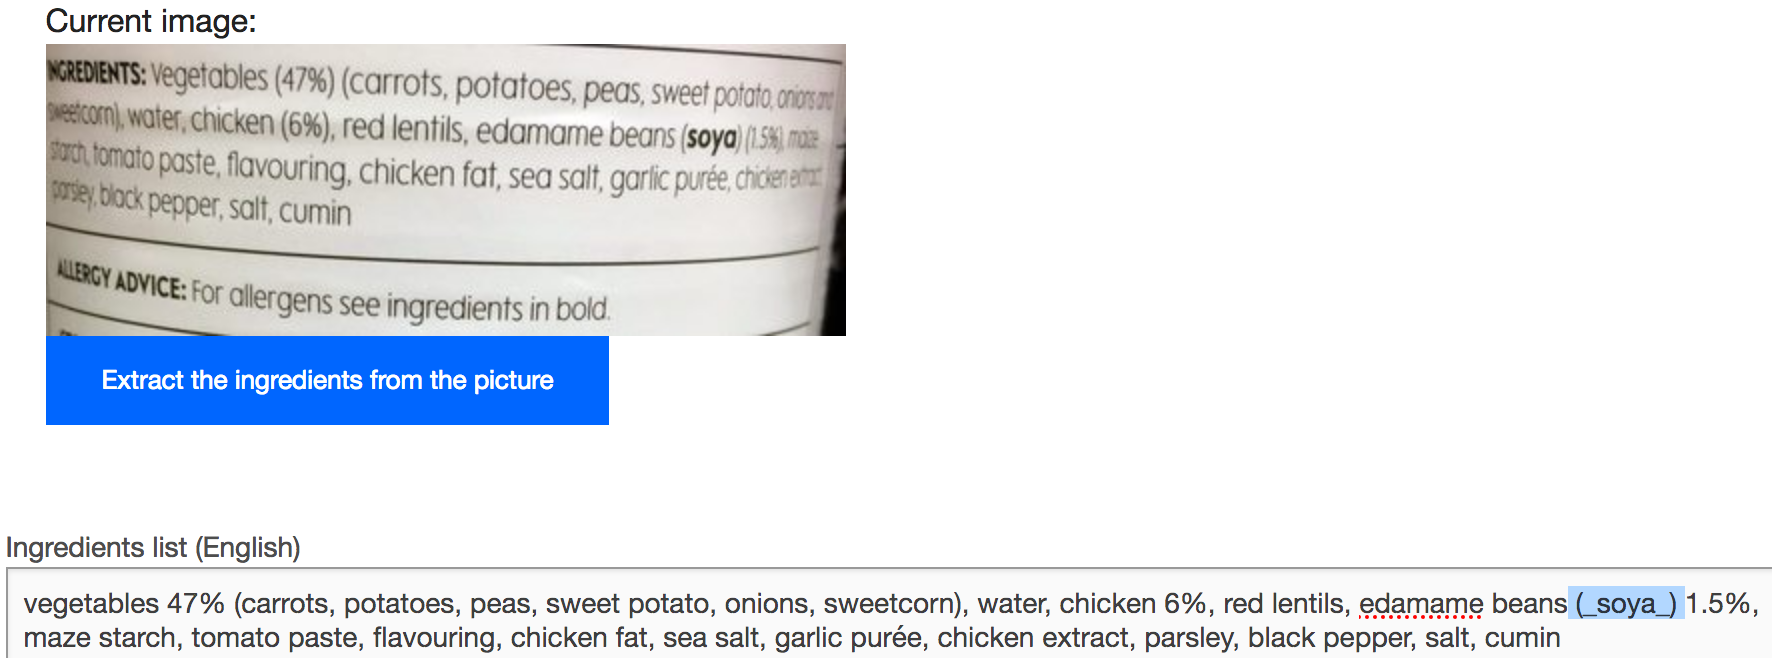 Current image:
INGREDIENTS: Vegetables (47%) (carrots, potatoes, peas, sweet potato, onions and
sweetcorn), water, chicken (6%), red lentils, edamame beans (soya) (1.5%), maize
starch, tomato paste, flavouring, chicken fat, sea salt, garlic purée, chicken extract,
parsley, black pepper, salt, cumin
ALLERGY ADVICE: For allergens see ingredients in bold.
Extract the ingredients from the picture
Ingredients list (English)
vegetables 47% (carrots, potatoes, peas, sweet potato, onions, sweetcorn), water, chicken 6%, red lentils, edamame beans (_soya_) 1.5%,
maze starch, tomato paste, flavouring, chicken fat, sea salt, garlic purée, chicken extract, parsley, black pepper, salt, cumin